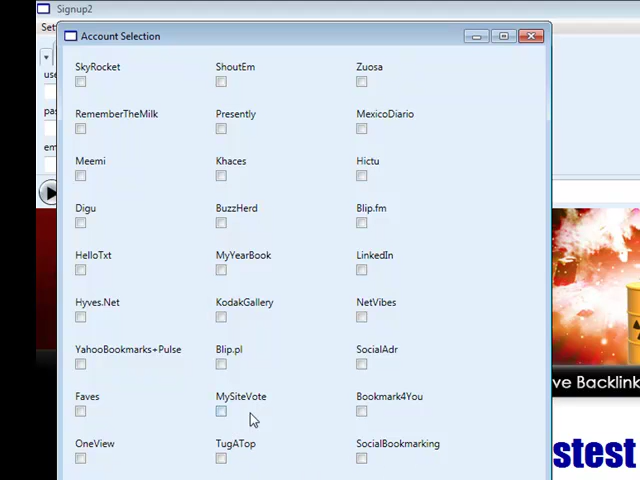 Signup2
Account Selection
SkyRocket ShoutEm Zuosa
RememberTheMilk Presently MexicoDiario
Meemi Khaces Hictu
Digu BuzzHerd Blip.fm
HelloTxt MyYearBook LinkedIn
Hyves.Net KodakGallery NetVibes
YahooBookmarks+Pulse Blip.pl SocialAdr
Faves MySiteVote Bookmark4You
OneView TugATop SocialBookmarking
ve Backlink
stest